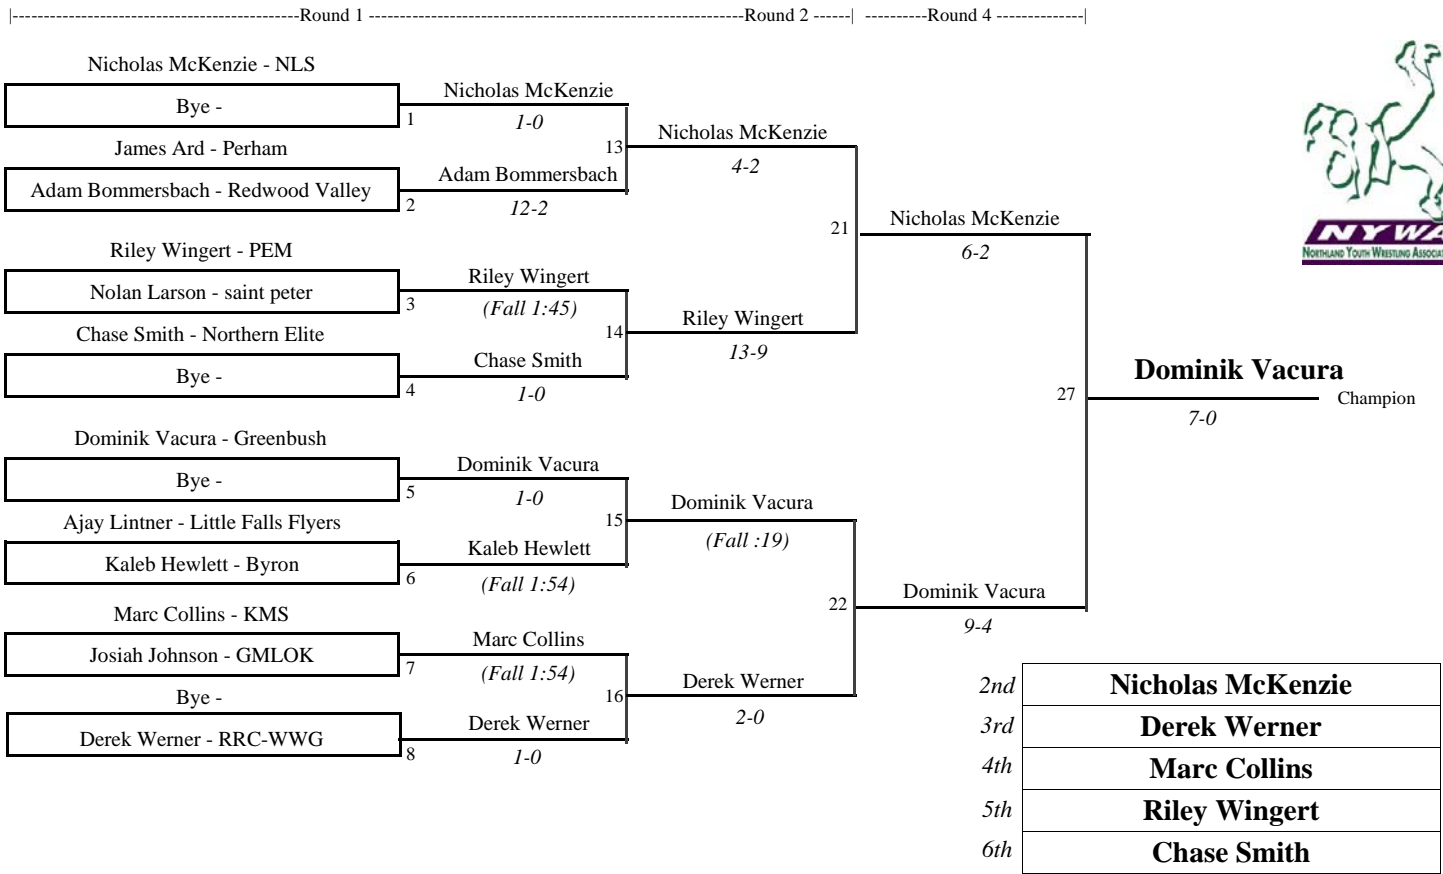 |-----------------------------------------Round 1 -----------------------------------------------------------------Round 2 ------| ----------Round 4 --------------|
Nicholas McKenzie - NLS
Bye -
1
James Ard - Perham
Adam Bommersbach - Redwood Valley
2
Riley Wingert - PEM
Nolan Larson - saint peter
3
Chase Smith - Northern Elite
Bye -
4
Dominik Vacura - Greenbush
Bye -
5
Ajay Lintner - Little Falls Flyers
Kaleb Hewlett - Byron
6
Marc Collins - KMS
Josiah Johnson - GMLOK
7
Bye -
Derek Werner - RRC-WWG
8
Nicholas McKenzie
1-0
13
Adam Bommersbach
12-2
Riley Wingert
(Fall 1:45)
14
Chase Smith
1-0
Dominik Vacura
1-0
15
Kaleb Hewlett
(Fall 1:54)
Marc Collins
(Fall 1:54)
16
Derek Werner
1-0
Nicholas McKenzie
4-2
21
Riley Wingert
13-9
Dominik Vacura
(Fall :19)
22
Derek Werner
2-0
Nicholas McKenzie
6-2
27
Dominik Vacura
9-4
Dominik Vacura
Champion
7-0
NYWA
NORTHLAND YOUTH WRESTLING ASSOCIAT
2nd Nicholas McKenzie
3rd Derek Werner
4th Marc Collins
5th Riley Wingert
6th Chase Smith